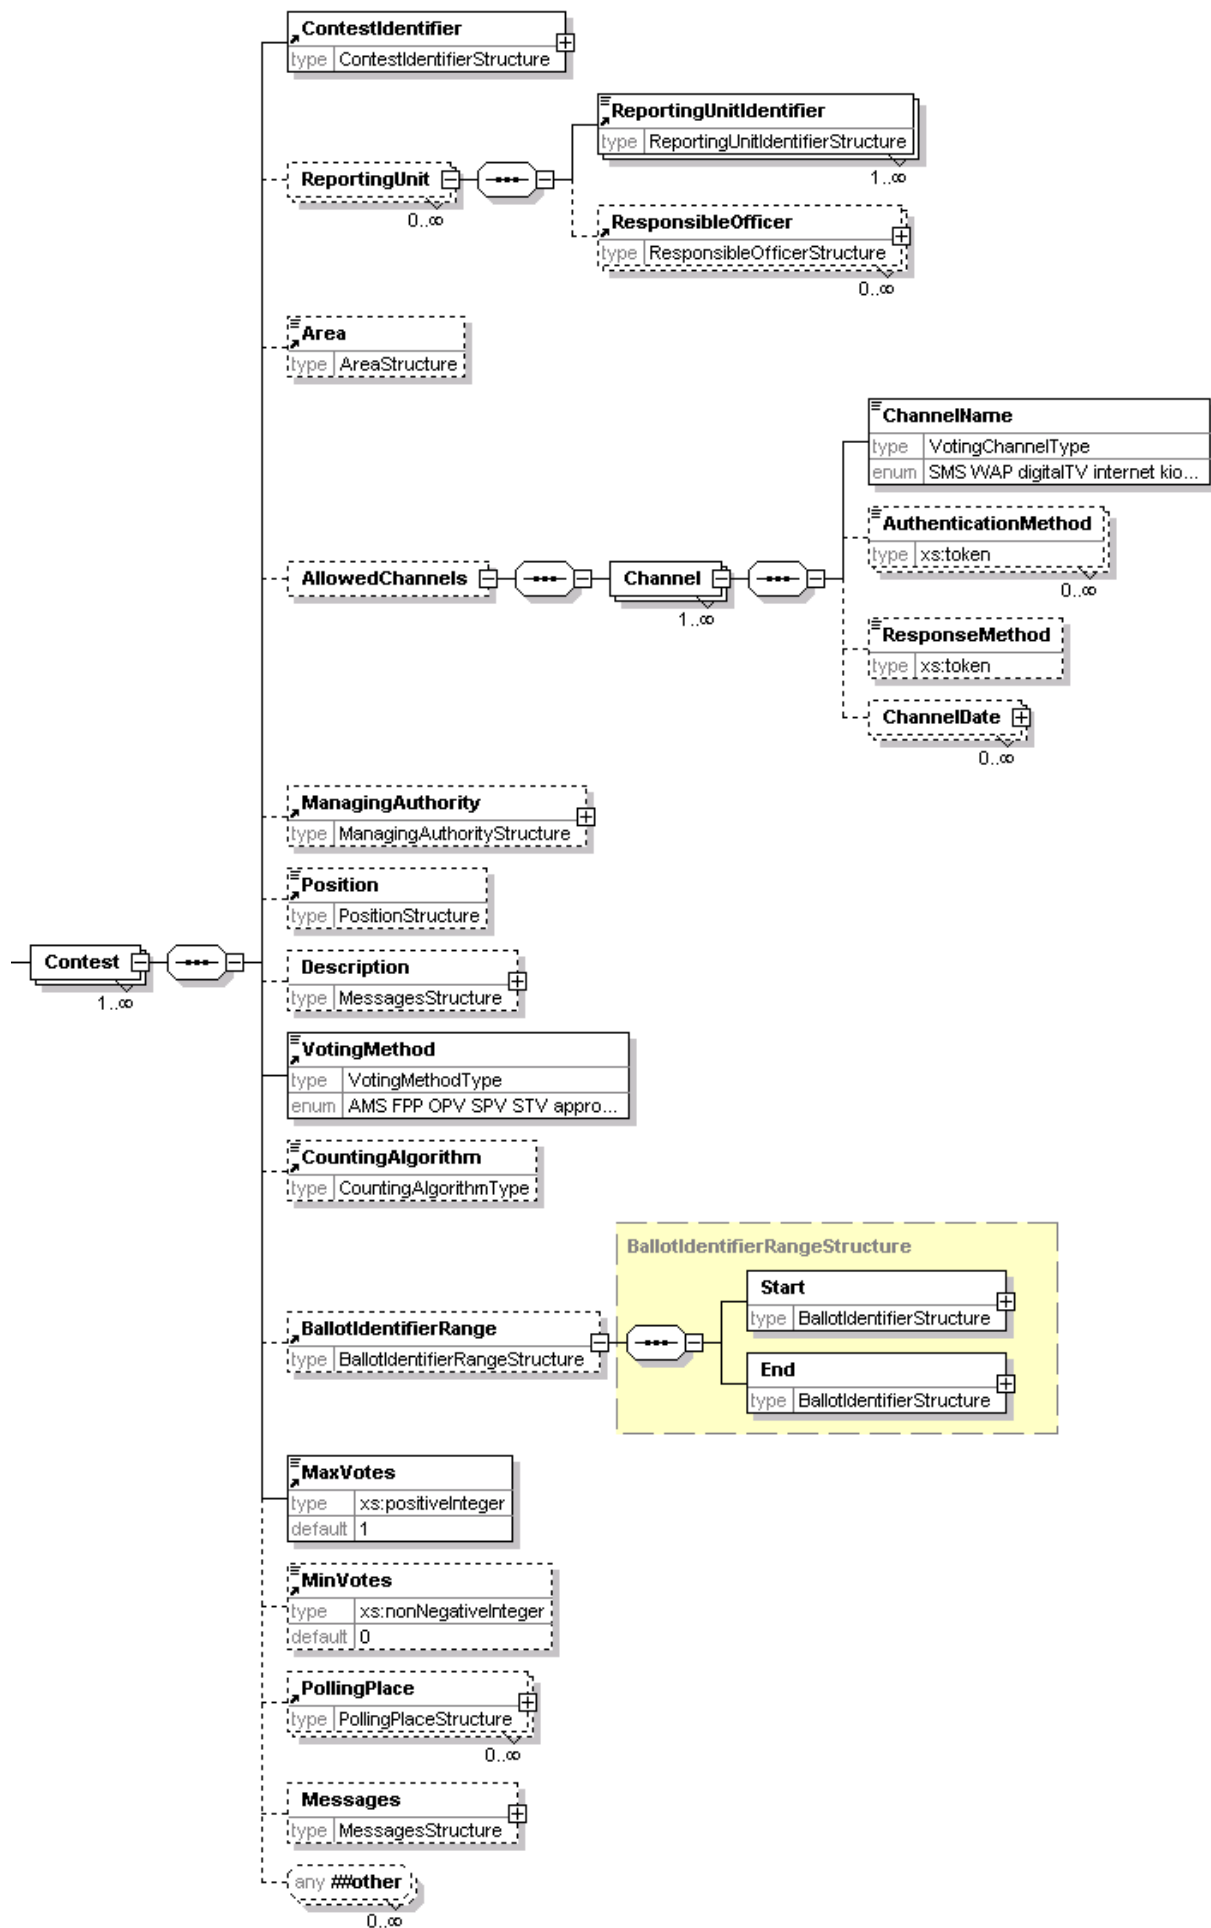 ContestIdentifier
type ContestIdentifierStructure
ReportingUnitIdentifier
type ReportingUnitIdentifierStructure
1..∞
ReportingUnit
0..∞
ResponsibleOfficer
type ResponsibleOfficerStructure
0..∞
Area
type AreaStructure
ChannelName
type VotingChannelType
enum SMS WAP digitalTV internet kio...
AuthenticationMethod
type xs:token
0..∞
AllowedChannels
Channel
1..∞
ResponseMethod
type xs:token
ChannelDate
0..∞
ManagingAuthority
type ManagingAuthorityStructure
Position
type PositionStructure
Contest
1..∞
Description
type MessagesStructure
VotingMethod
type VotingMethodType
enum AMS FPP OPV SPV STV appro...
CountingAlgorithm
type CountingAlgorithmType
BallotIdentifierRangeStructure
Start
type BallotIdentifierStructure
BallotIdentifierRange
type BallotIdentifierRangeStructure
End
type BallotIdentifierStructure
MaxVotes
type xs:positiveInteger
default 1
MinVotes
type xs:nonNegativeInteger
default 0
PollingPlace
type PollingPlaceStructure
0..∞
Messages
type MessagesStructure
any ##other
0..∞